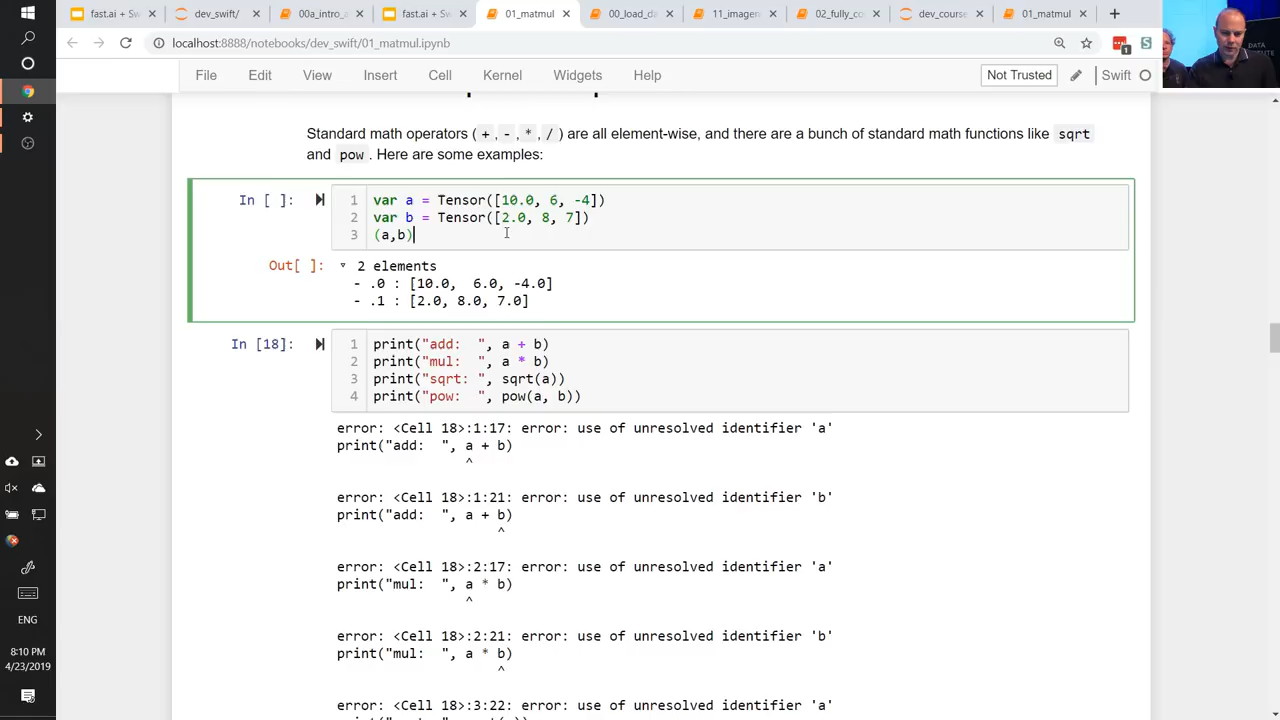 fast.ai + Sw
dev_swift/
00a_intro_a
fast.ai + Sw
01_matmul
00_load_da
11_imagen
02_fully_co
dev_course
01_matmul
localhost:8888/notebooks/dev_swift/01_matmul.ipynb
File Edit View Insert Cell Kernel Widgets Help Not Trusted Swift
Standard math operators ( + , - , * , / ) are all element-wise, and there are a bunch of standard math functions like sqrt
and pow . Here are some examples:
In [ ]:
1 var a = Tensor([10.0, 6, -4])
2 var b = Tensor([2.0, 8, 7])
3 (a,b)
Out[ ]: ▾ 2 elements
- .0 : [10.0,  6.0, -4.0]
- .1 : [2.0, 8.0, 7.0]
In [18]:
1 print("add:  ", a + b)
2 print("mul:  ", a * b)
3 print("sqrt: ", sqrt(a))
4 print("pow:  ", pow(a, b))
error: <Cell 18>:1:17: error: use of unresolved identifier 'a'
print("add:  ", a + b)
^
error: <Cell 18>:1:21: error: use of unresolved identifier 'b'
print("add:  ", a + b)
^
error: <Cell 18>:2:17: error: use of unresolved identifier 'a'
print("mul:  ", a * b)
^
error: <Cell 18>:2:21: error: use of unresolved identifier 'b'
print("mul:  ", a * b)
^
error: <Cell 18>:3:22: error: use of unresolved identifier 'a'
ENG
8:10 PM
4/23/2019
DATA